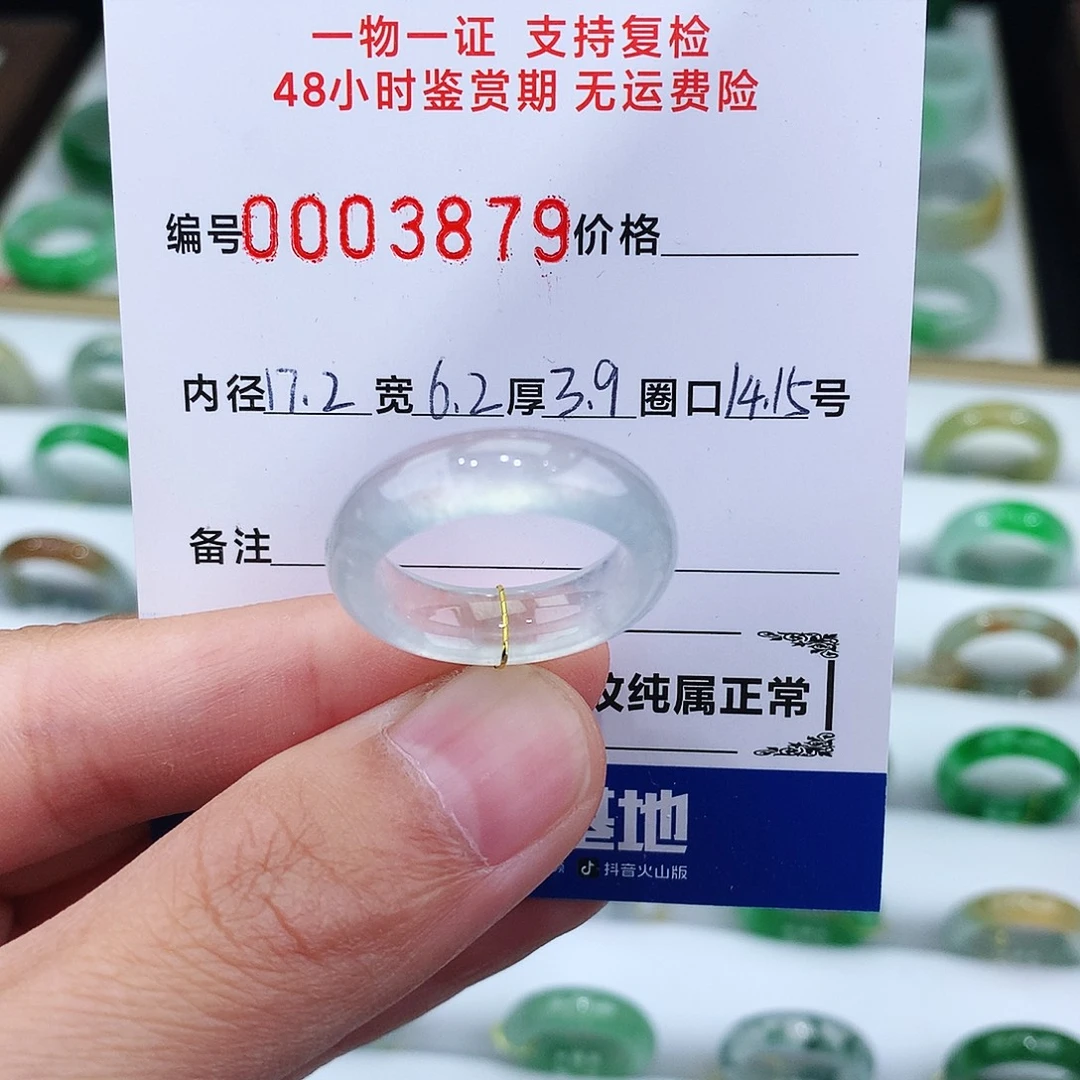 一物一证 支持复检
48小时鉴赏期 无运费险
编号0003879价格
内径17.2 宽6.2厚3.9圈口14.15号
备注
纹纯属正常
基地
抖音火山版